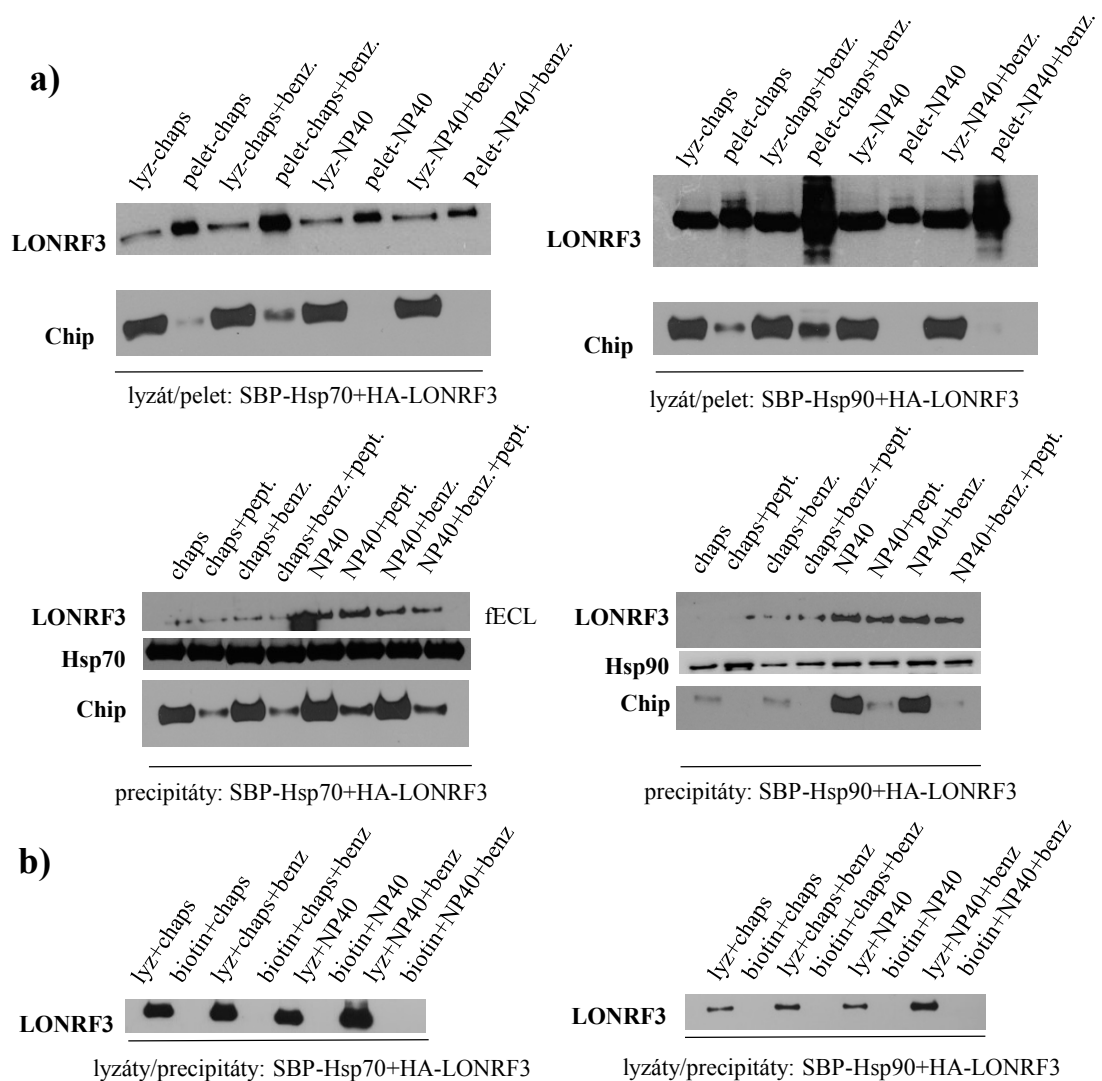 a)
lyz-chaps
pelet-chaps
lyz-chaps+benz.
pelet-chaps+benz.
lyz-NP40
pelet-NP40
lyz-NP40+benz.
Pelet-NP40+benz.
LONRF3
Chip
lyzát/pelet: SBP-Hsp70+HA-LONRF3
lyz-chaps
pelet-chaps
lyz-chaps+benz.
pelet-chaps+benz.
lyz-NP40
pelet-NP40
lyz-NP40+benz.
pelet-NP40+benz.
LONRF3
Chip
lyzát/pelet: SBP-Hsp90+HA-LONRF3
chaps
chaps+pept.
chaps+benz.
chaps+benz.+pept.
NP40
NP40+pept.
NP40+benz.
NP40+benz.+pept.
LONRF3
fECL
Hsp70
Chip
precipitáty: SBP-Hsp70+HA-LONRF3
chaps
chaps+pept.
chaps+benz.
chaps+benz.+pept.
NP40
NP40+pept.
NP40+benz.
NP40+benz.+pept.
LONRF3
Hsp90
Chip
precipitáty: SBP-Hsp90+HA-LONRF3
b)
lyz+chaps
biotin+chaps
lyz+chaps+benz
biotin+chaps+benz
lyz+NP40
biotin+NP40
lyz+NP40+benz
biotin+NP40+benz
LONRF3
lyzáty/precipitáty: SBP-Hsp70+HA-LONRF3
lyz+chaps
biotin+chaps
lyz+chaps+benz
biotin+chaps+benz
lyz+NP40
biotin+NP40
lyz+NP40+benz
biotin+NP40+benz
LONRF3
lyzáty/precipitáty: SBP-Hsp90+HA-LONRF3